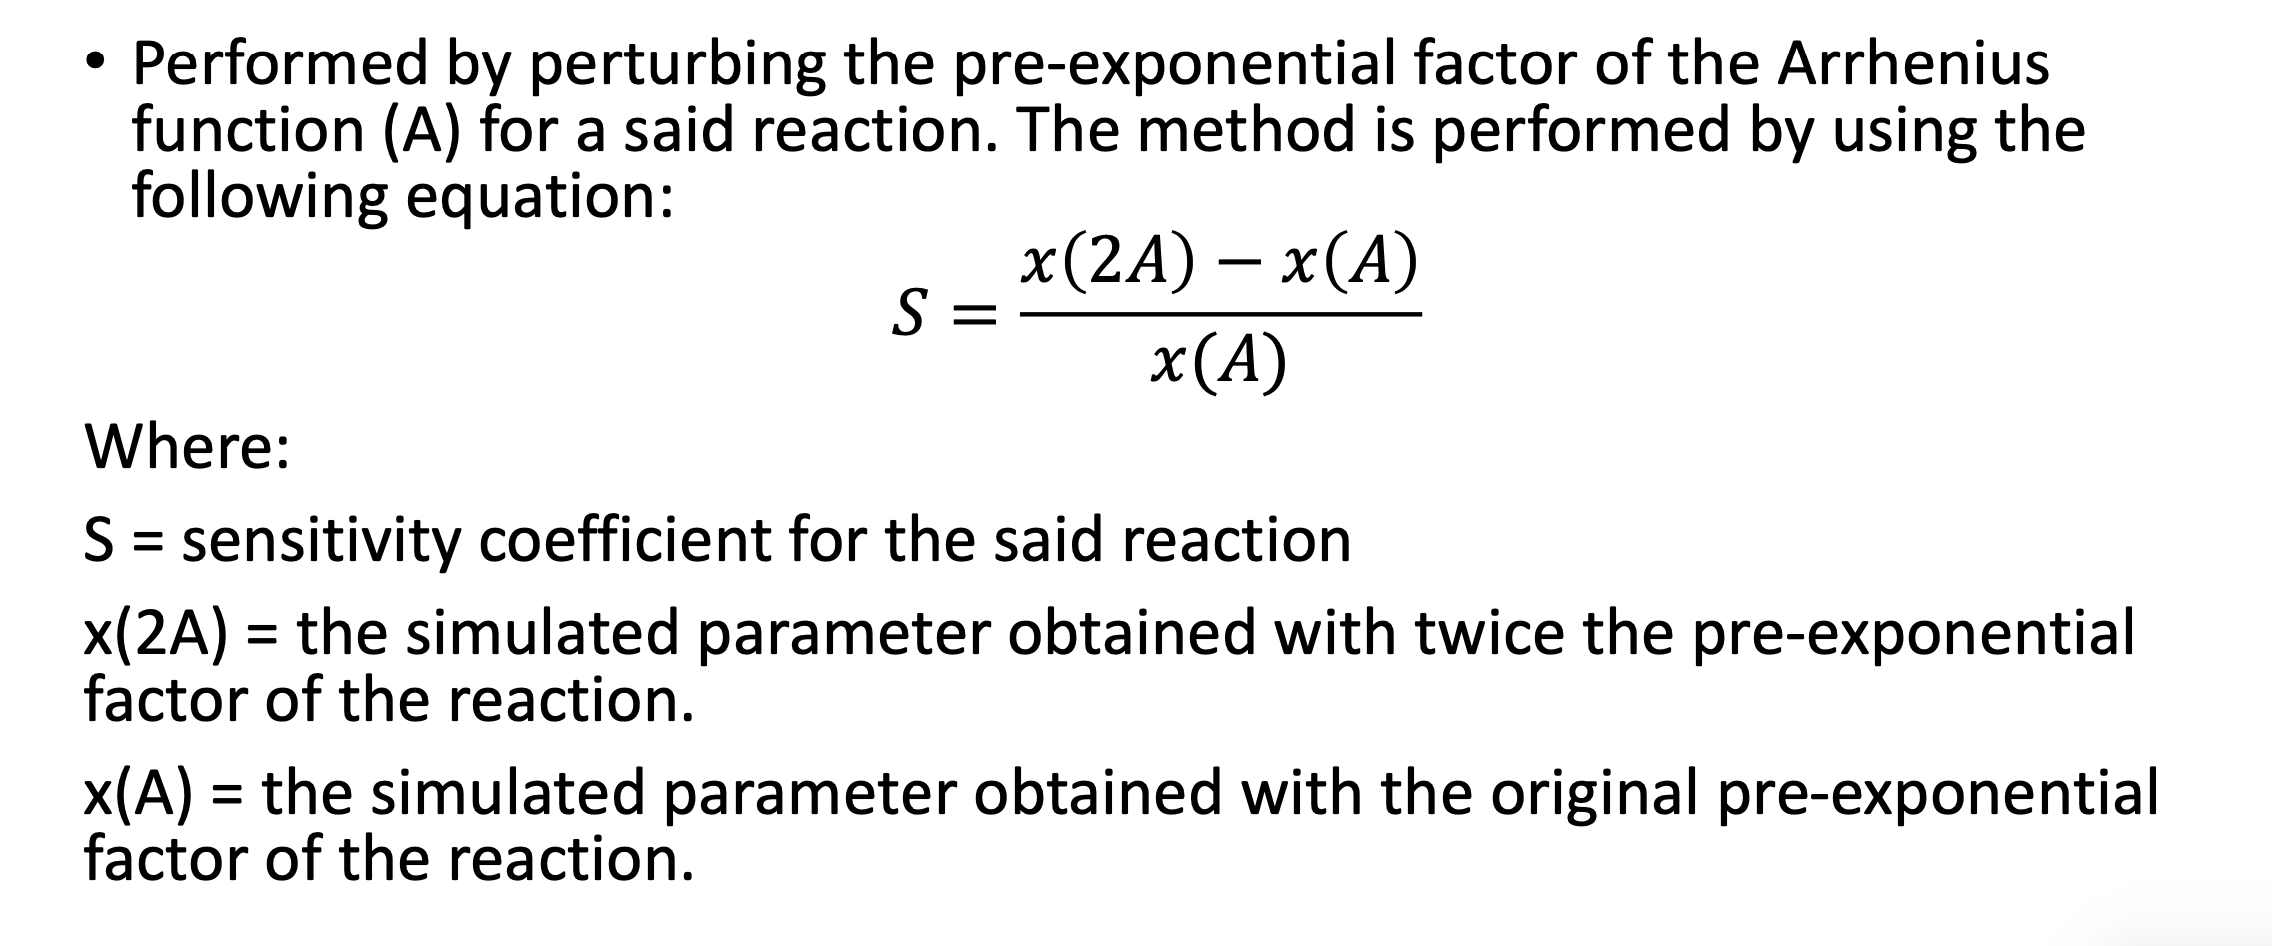 • Performed by perturbing the pre-exponential factor of the Arrhenius
function (A) for a said reaction. The method is performed by using the
following equation:
S = \frac{x(2A) − x(A)}{x(A)}
Where:
S = sensitivity coefficient for the said reaction
x(2A) = the simulated parameter obtained with twice the pre-exponential
factor of the reaction.
x(A) = the simulated parameter obtained with the original pre-exponential
factor of the reaction.